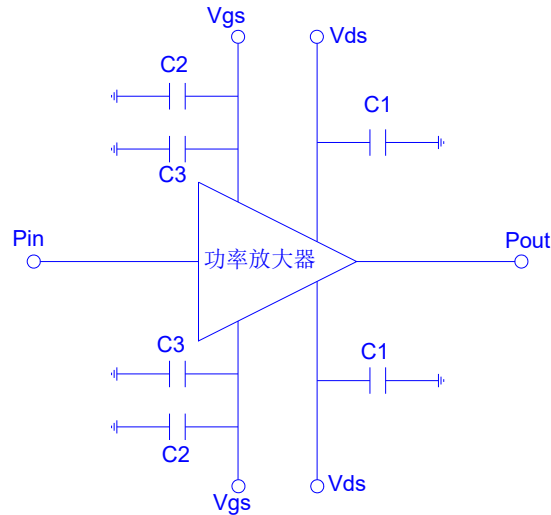 Vgs
Vds
C2
C1
C3
Pin
功率放大器
Pout
C3
C1
C2
Vgs
Vds